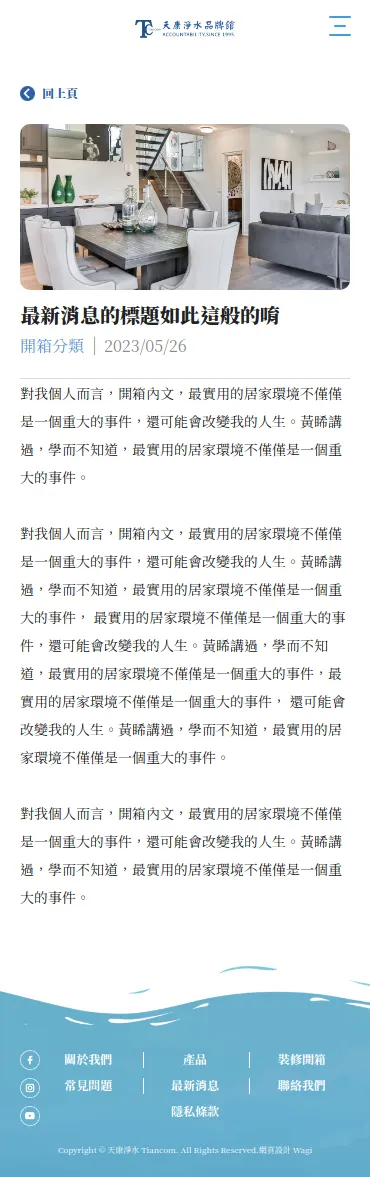 天康淨水品牌館
ACCOUNTABILITY.SINCE 1995
回上頁
最新消息的標題如此這般的唷
開箱分類 | 2023/05/26
對我個人而言，開箱內文，最實用的居家環境不僅僅
是一個重大的事件，還可能會改變我的人生。黃晞講
過，學而不知道，最實用的居家環境不僅僅是一個重
大的事件。
對我個人而言，開箱內文，最實用的居家環境不僅僅
是一個重大的事件，還可能會改變我的人生。黃晞講
過，學而不知道，最實用的居家環境不僅僅是一個重
大的事件， 最實用的居家環境不僅僅是一個重大的事
件，還可能會改變我的人生。黃晞講過，學而不知
道，最實用的居家環境不僅僅是一個重大的事件，最
實用的居家環境不僅僅是一個重大的事件， 還可能會
改變我的人生。黃晞講過，學而不知道，最實用的居
家環境不僅僅是一個重大的事件。
對我個人而言，開箱內文，最實用的居家環境不僅僅
是一個重大的事件，還可能會改變我的人生。黃晞講
過，學而不知道，最實用的居家環境不僅僅是一個重
大的事件。
關於我們 | 產品 | 裝修開箱
常見問題 | 最新消息 | 聯絡我們
隱私條款
Copyright © 天康淨水 Tiancom. All Rights Reserved.網頁設計 Wagi